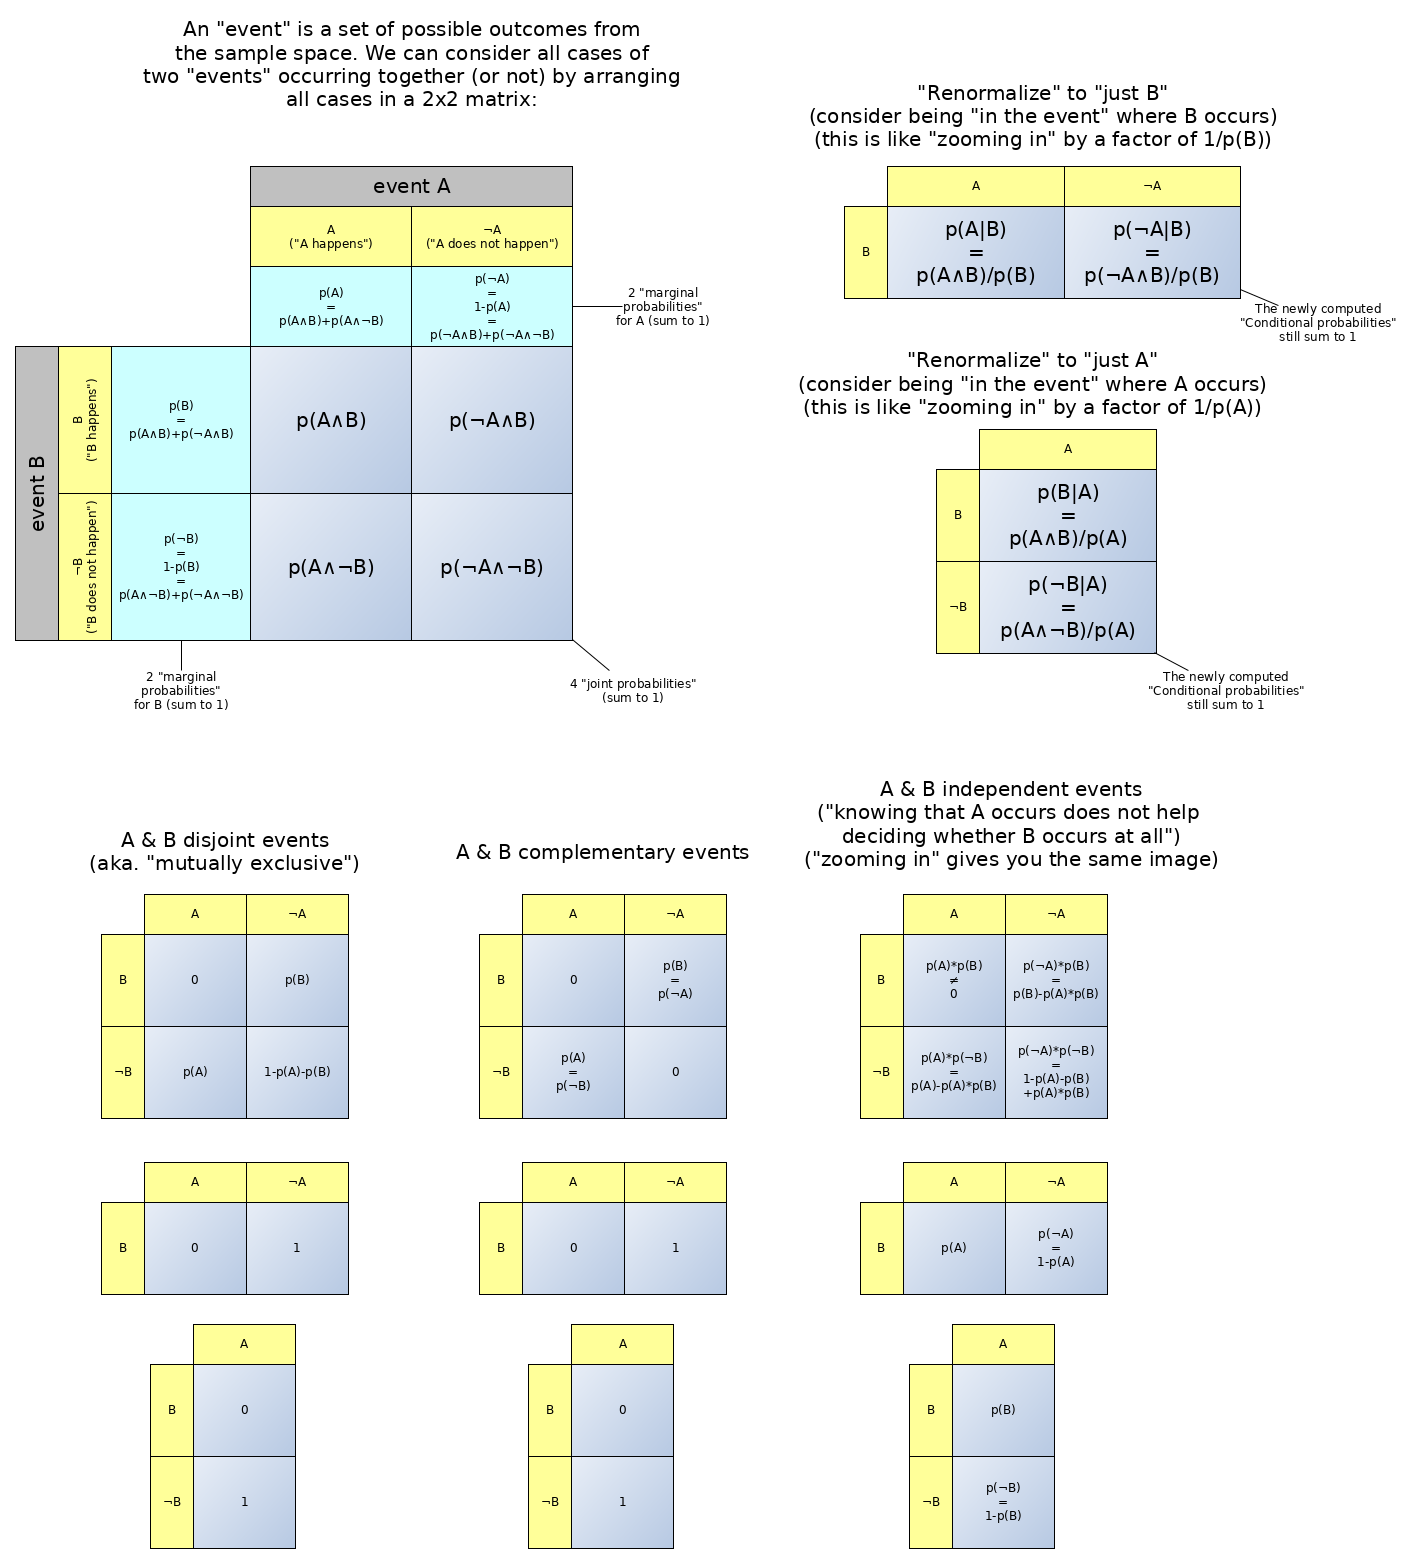 An "event" is a set of possible outcomes from
the sample space. We can consider all cases of
two "events" occurring together (or not) by arranging
all cases in a 2x2 matrix:
event A
A
("A happens")
¬A
("A does not happen")
p(A)
=
p(A∧B)+p(A∧¬B)
p(¬A)
=
1-p(A)
=
p(¬A∧B)+p(¬A∧¬B)
2 "marginal
probabilities"
for A (sum to 1)
event B
B
("B happens")
p(B)
=
p(A∧B)+p(¬A∧B)
p(A∧B)
p(¬A∧B)
¬B
("B does not happen")
p(¬B)
=
1-p(B)
=
p(A∧¬B)+p(¬A∧¬B)
p(A∧¬B)
p(¬A∧¬B)
2 "marginal
probabilities"
for B (sum to 1)
4 "joint probabilities"
(sum to 1)
"Renormalize" to "just B"
(consider being "in the event" where B occurs)
(this is like "zooming in" by a factor of 1/p(B))
A
¬A
B
p(A|B)
=
p(A∧B)/p(B)
p(¬A|B)
=
p(¬A∧B)/p(B)
The newly computed
"Conditional probabilities"
still sum to 1
"Renormalize" to "just A"
(consider being "in the event" where A occurs)
(this is like "zooming in" by a factor of 1/p(A))
A
B
p(B|A)
=
p(A∧B)/p(A)
¬B
p(¬B|A)
=
p(A∧¬B)/p(A)
The newly computed
"Conditional probabilities"
still sum to 1
A & B disjoint events
(aka. "mutually exclusive")
A
¬A
B
0
p(B)
¬B
p(A)
1-p(A)-p(B)
A
¬A
B
0
1
A
B
0
¬B
1
A & B complementary events
A
¬A
B
0
p(B)
=
p(¬A)
¬B
p(A)
=
p(¬B)
0
A
¬A
B
0
1
A
B
0
¬B
1
A & B independent events
("knowing that A occurs does not help
deciding whether B occurs at all")
("zooming in" gives you the same image)
A
¬A
B
p(A)*p(B)
≠
0
p(¬A)*p(B)
=
p(B)-p(A)*p(B)
¬B
p(A)*p(¬B)
=
p(A)-p(A)*p(B)
p(¬A)*p(¬B)
=
1-p(A)-p(B)
+p(A)*p(B)
A
¬A
B
p(A)
p(¬A)
=
1-p(A)
A
B
p(B)
¬B
p(¬B)
=
1-p(B)